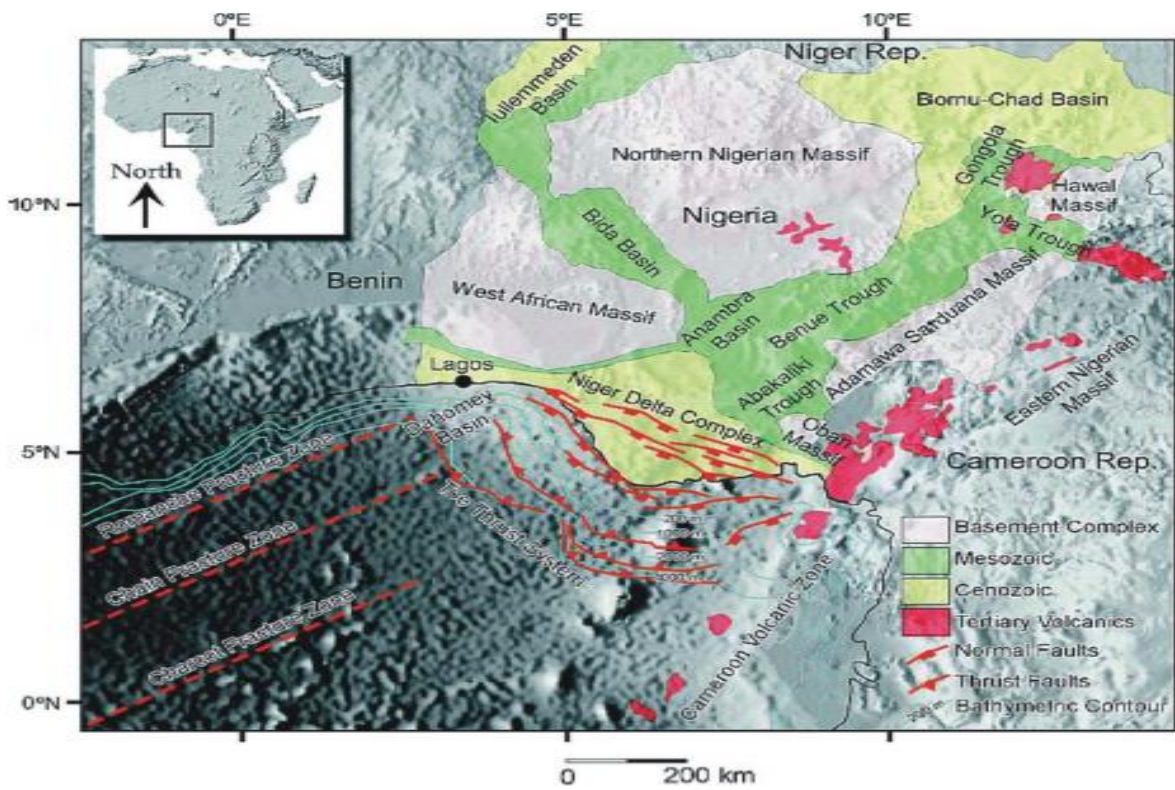 0°E 5°E 10°E
Niger Rep.
Iullemmeden
Basin
Bornu-Chad Basin
Northern Nigerian Massif
Gongola
Trough
Hawal
Massif
North
10°N
Nigeria
Yola Trough
Bida Basin
Benin
West African Massif
Anambra
Basin
Benue Trough
Adamawa Sarduana Massif
Lagos
Niger Delta Complex
Abakaliki
Trough
Eastern Nigerian
Massif
Dahomey
Basin
Oban
Massif
5°N
Cameroon Rep.
Romanche Fracture Zone
Chain Fracture Zone
Charcot Fracture Zone
Toe Thrust System
Cameroon Volcanic Zone
Basement Complex
Mesozoic
Cenozoic
Tertiary Volcanics
Normal Faults
Thrust Faults
Bathymetric Contour
0°N
0°E 5°E 10°E
0 200 km